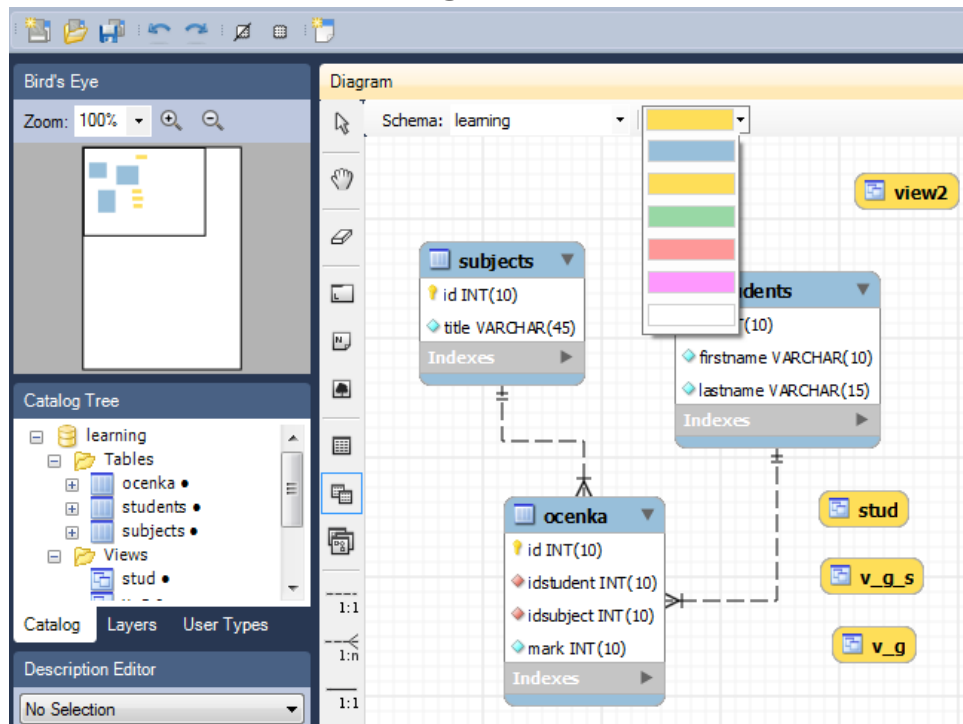 Bird's Eye
Zoom: 100%
Catalog Tree
learning
Tables
ocenka
students
subjects
Views
stud
Catalog Layers User Types
Description Editor
No Selection
Diagram
Schema: learning
1:1
1:n
1:1
view2
subjects
id INT(10)
title VARCHAR(45)
Indexes
dents
(10)
firstname VARCHAR(10)
lastname VARCHAR(15)
Indexes
ocenka
id INT(10)
idstudent INT(10)
idsubject INT(10)
mark INT(10)
Indexes
stud
v_g_s
v_g